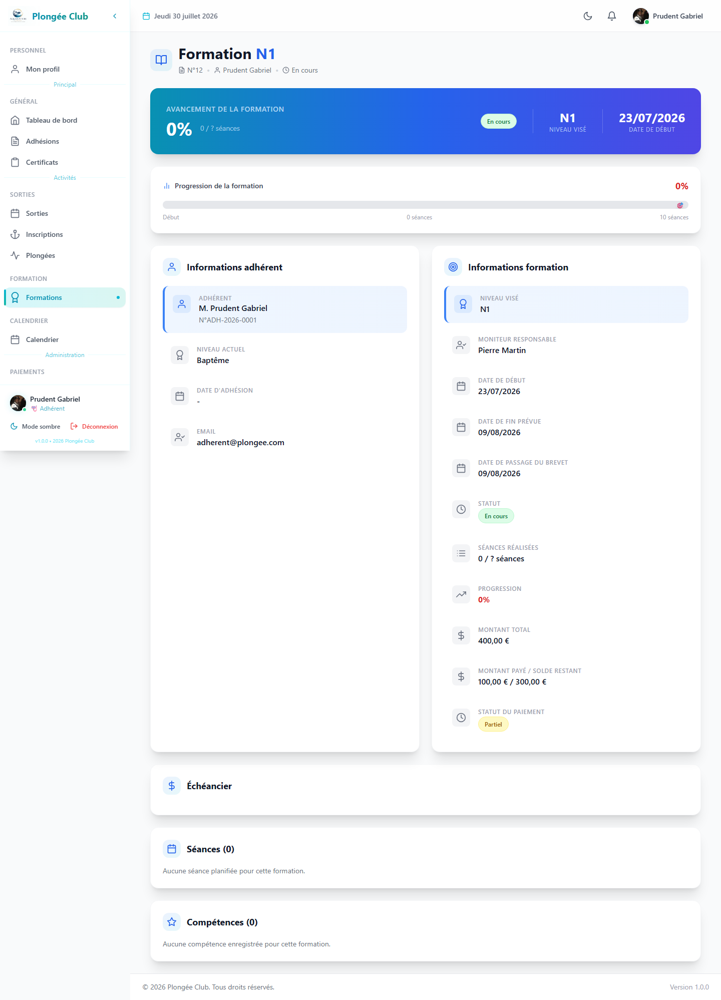 Plongée Club
Jeudi 30 juillet 2026
Prudent Gabriel
PERSONNEL
Mon profil
Principal
GÉNÉRAL
Tableau de bord
Adhésions
Certificats
Activités
SORTIES
Sorties
Inscriptions
Plongées
FORMATION
Formations
CALENDRIER
Calendrier
Administration
PAIEMENTS
Prudent Gabriel
Adhérent
Mode sombre
Déconnexion
v1.0.0 • 2026 Plongée Club
Formation N1
N°12 • Prudent Gabriel • En cours
AVANCEMENT DE LA FORMATION
0% 0 / ? séances
En cours
N1
NIVEAU VISÉ
23/07/2026
DATE DE DÉBUT
Progression de la formation
0%
Début
0 séances
10 séances
Informations adhérent
ADHÉRENT
M. Prudent Gabriel
N°ADH-2026-0001
NIVEAU ACTUEL
Baptême
DATE D'ADHÉSION
-
EMAIL
adherent@plongee.com
Informations formation
NIVEAU VISÉ
N1
MONITEUR RESPONSABLE
Pierre Martin
DATE DE DÉBUT
23/07/2026
DATE DE FIN PRÉVUE
09/08/2026
DATE DE PASSAGE DU BREVET
09/08/2026
STATUT
En cours
SÉANCES RÉALISÉES
0 / ? séances
PROGRESSION
0%
MONTANT TOTAL
400,00 €
MONTANT PAYÉ / SOLDE RESTANT
100,00 € / 300,00 €
STATUT DU PAIEMENT
Partiel
Échéancier
Séances (0)
Aucune séance planifiée pour cette formation.
Compétences (0)
Aucune compétence enregistrée pour cette formation.
© 2026 Plongée Club. Tous droits réservés.
Version 1.0.0